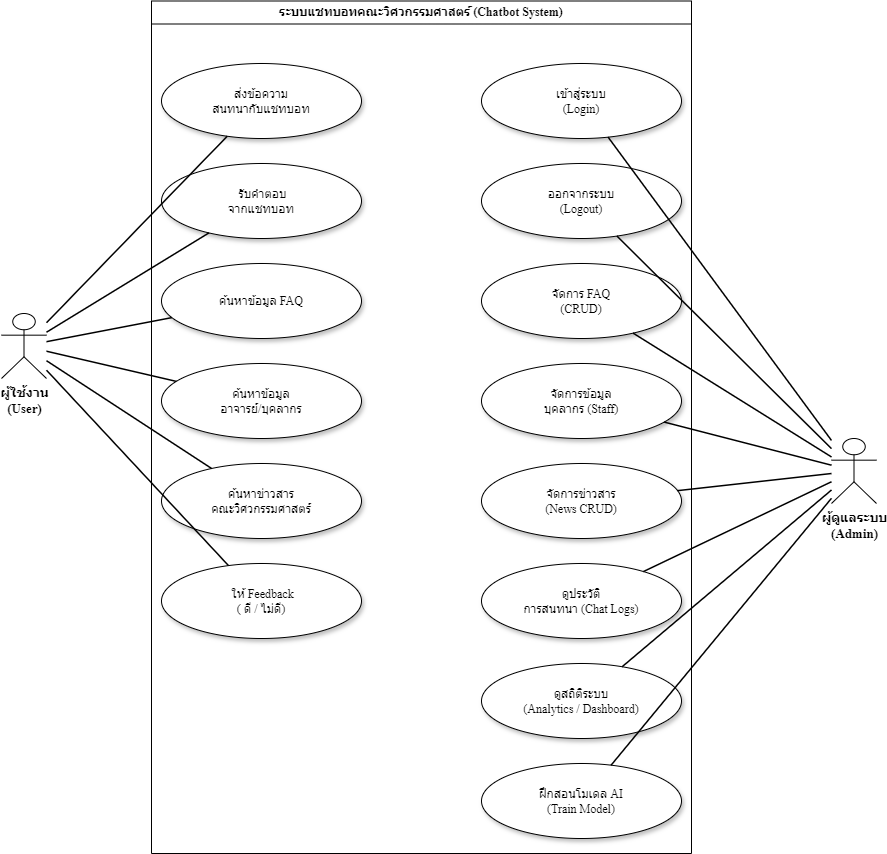 ระบบแชทบอทคณะวิศวกรรมศาสตร์ (Chatbot System)
ส่งข้อความ
สนทนากับแชทบอท
รับคำตอบ
จากแชทบอท
ค้นหาข้อมูล FAQ
ค้นหาข้อมูล
อาจารย์/บุคลากร
ค้นหาข่าวสาร
คณะวิศวกรรมศาสตร์
ให้ Feedback
( ดี / ไม่ดี)
เข้าสู่ระบบ
(Login)
ออกจากระบบ
(Logout)
จัดการ FAQ
(CRUD)
จัดการข้อมูล
บุคลากร (Staff)
จัดการข่าวสาร
(News CRUD)
ดูประวัติ
การสนทนา (Chat Logs)
ดูสถิติระบบ
(Analytics / Dashboard)
ฝึกสอนโมเดล AI
(Train Model)
ผู้ใช้งาน
(User)
ผู้ดูแลระบบ
(Admin)